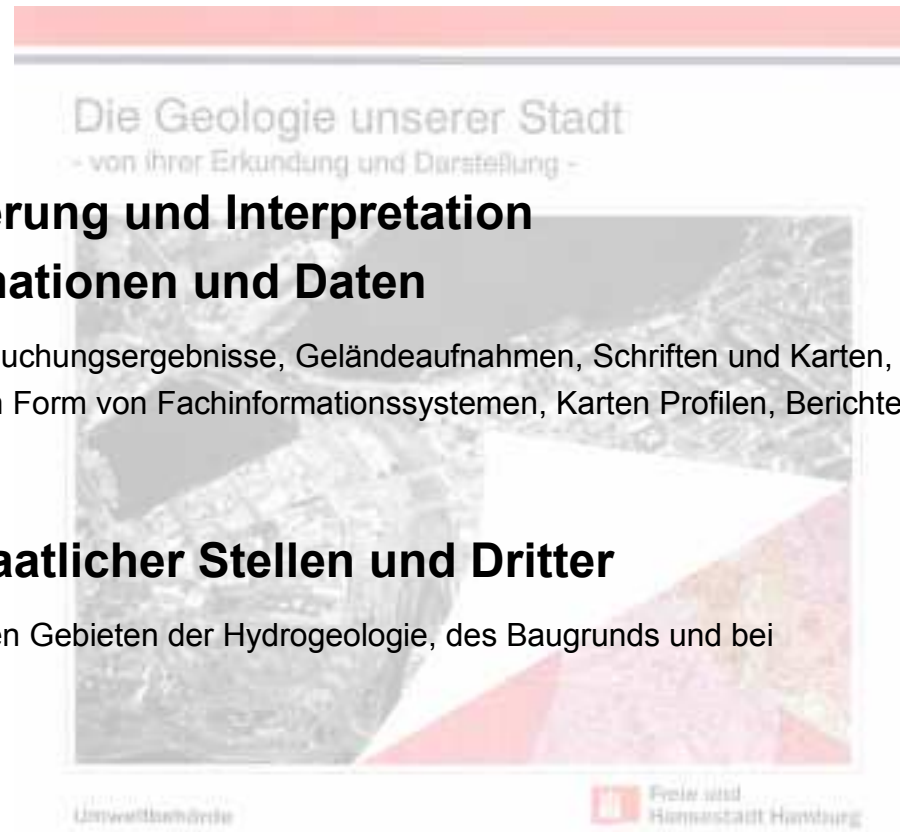 Die Geologie unserer Stadt
- von ihrer Erkundung und Darstellung -
erung und Interpretation
nationen und Daten
uchungsergebnisse, Geländeaufnahmen, Schriften und Karten,
n Form von Fachinformationssystemen, Karten Profilen, Berichte
aatlicher Stellen und Dritter
en Gebieten der Hydrogeologie, des Baugrunds und bei
Umweltbehörde
Freie und
Hansestadt Hamburg